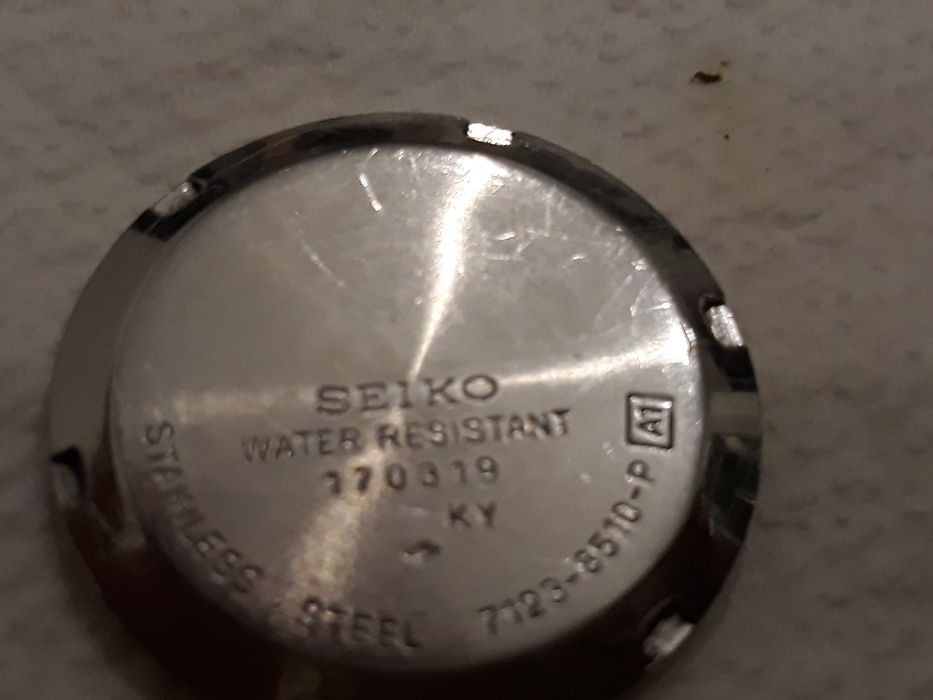 SEIKO
WATER RESISTANT
170319
KY
STAINLESS STEEL 7123-8510-P
A1